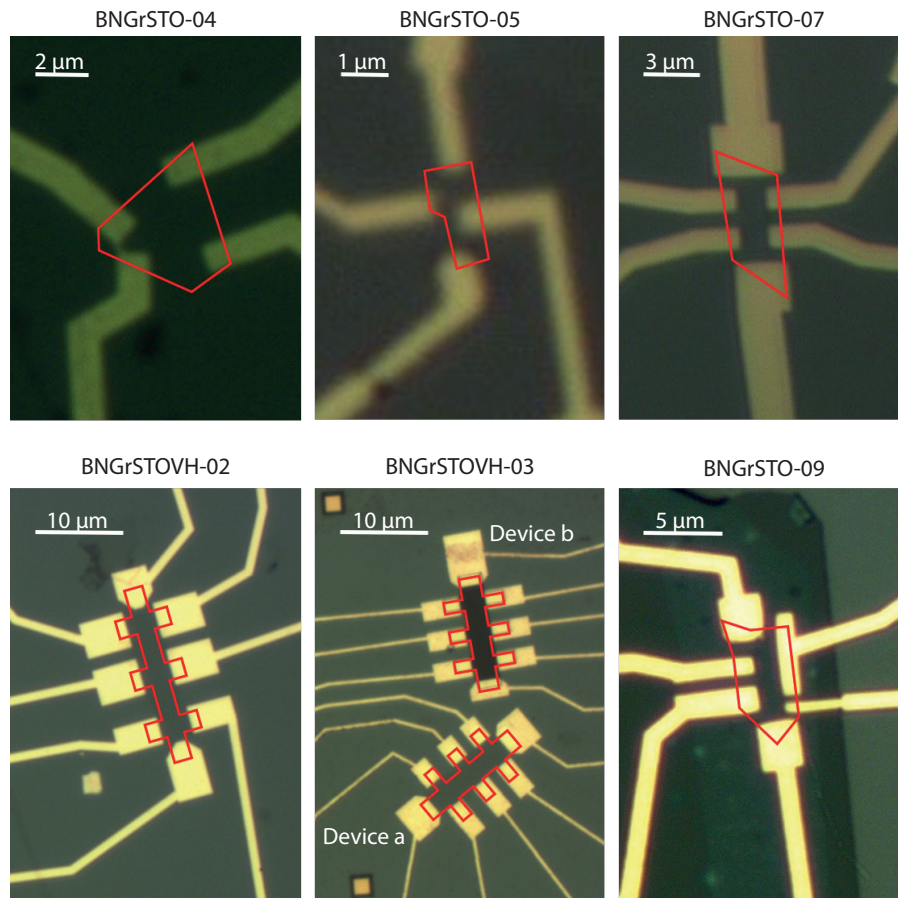 BNGrSTO-04
BNGrSTO-05
BNGrSTO-07
2 μm
1 μm
3 μm
BNGrSTOVH-02
BNGrSTOVH-03
BNGrSTO-09
10 μm
10 μm
Device b
5 μm
Device a